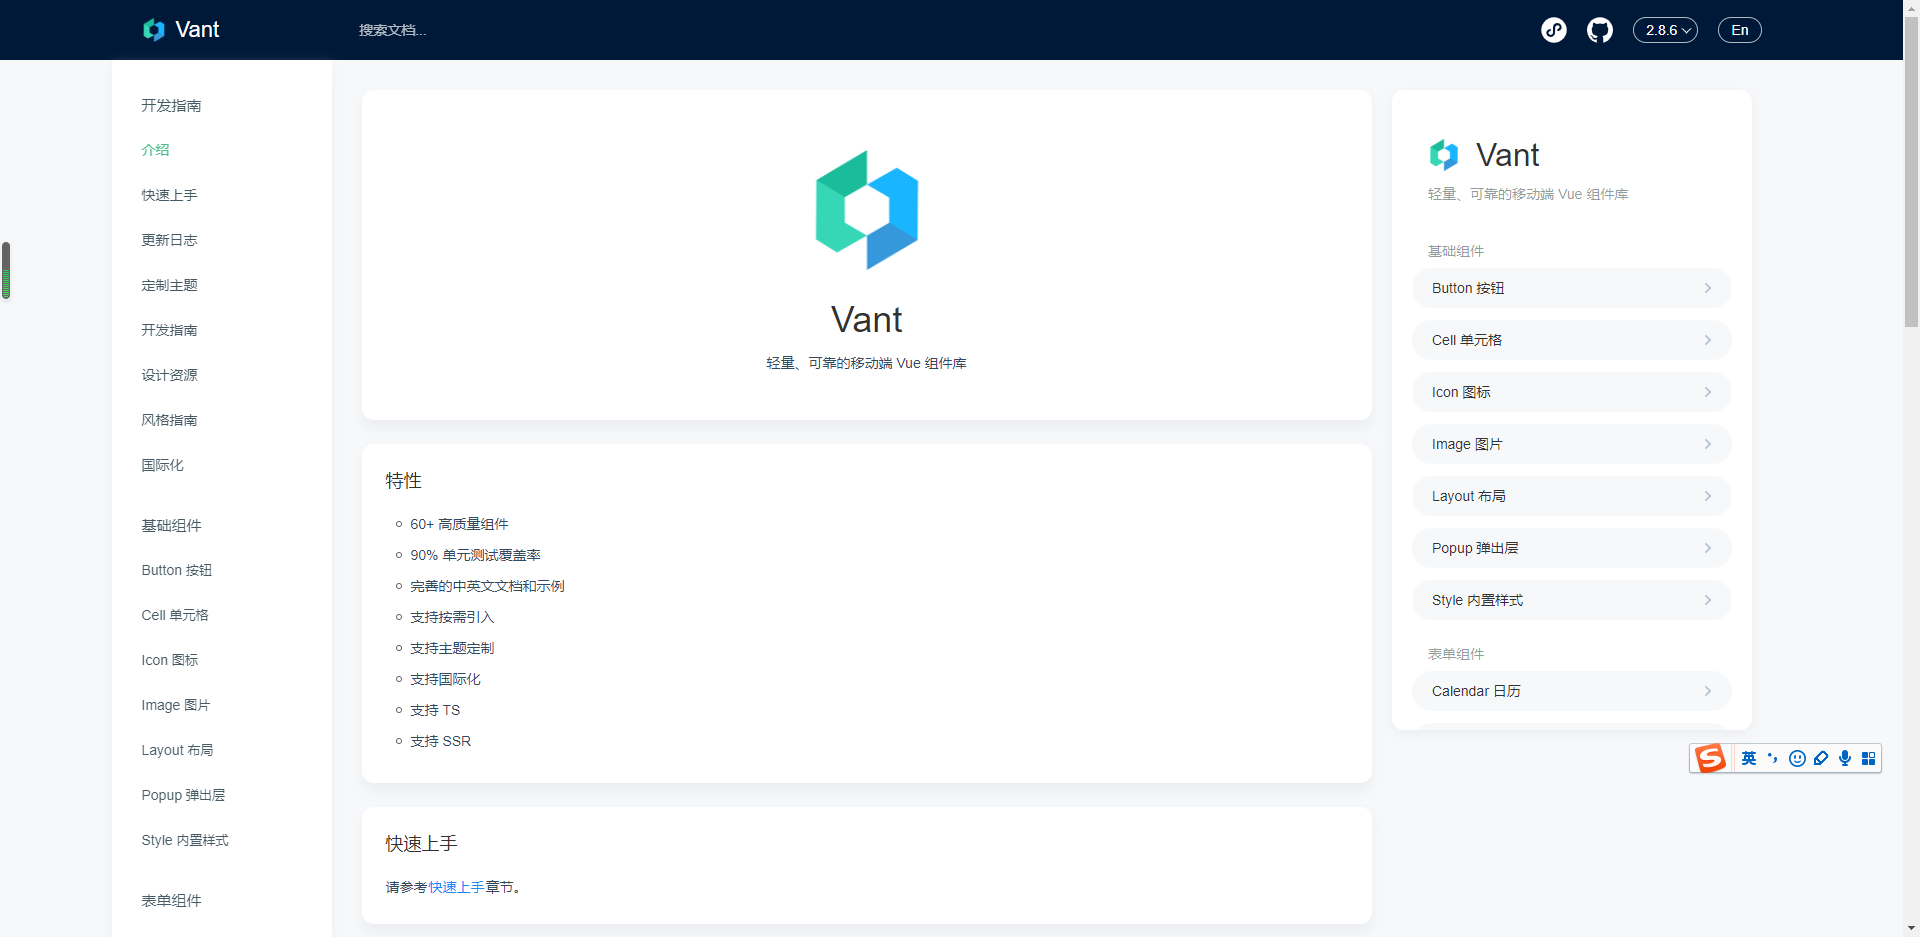 Vant
搜索文档...
2.8.6
En
开发指南
介绍
快速上手
更新日志
定制主题
开发指南
设计资源
风格指南
国际化
基础组件
Button 按钮
Cell 单元格
Icon 图标
Image 图片
Layout 布局
Popup 弹出层
Style 内置样式
表单组件
Vant
轻量、可靠的移动端 Vue 组件库
特性
60+ 高质量组件
90% 单元测试覆盖率
完善的中英文文档和示例
支持按需引入
支持主题定制
支持国际化
支持 TS
支持 SSR
快速上手
请参考快速上手章节。
Vant
轻量、可靠的移动端 Vue 组件库
基础组件
Button 按钮
Cell 单元格
Icon 图标
Image 图片
Layout 布局
Popup 弹出层
Style 内置样式
表单组件
Calendar 日历
英